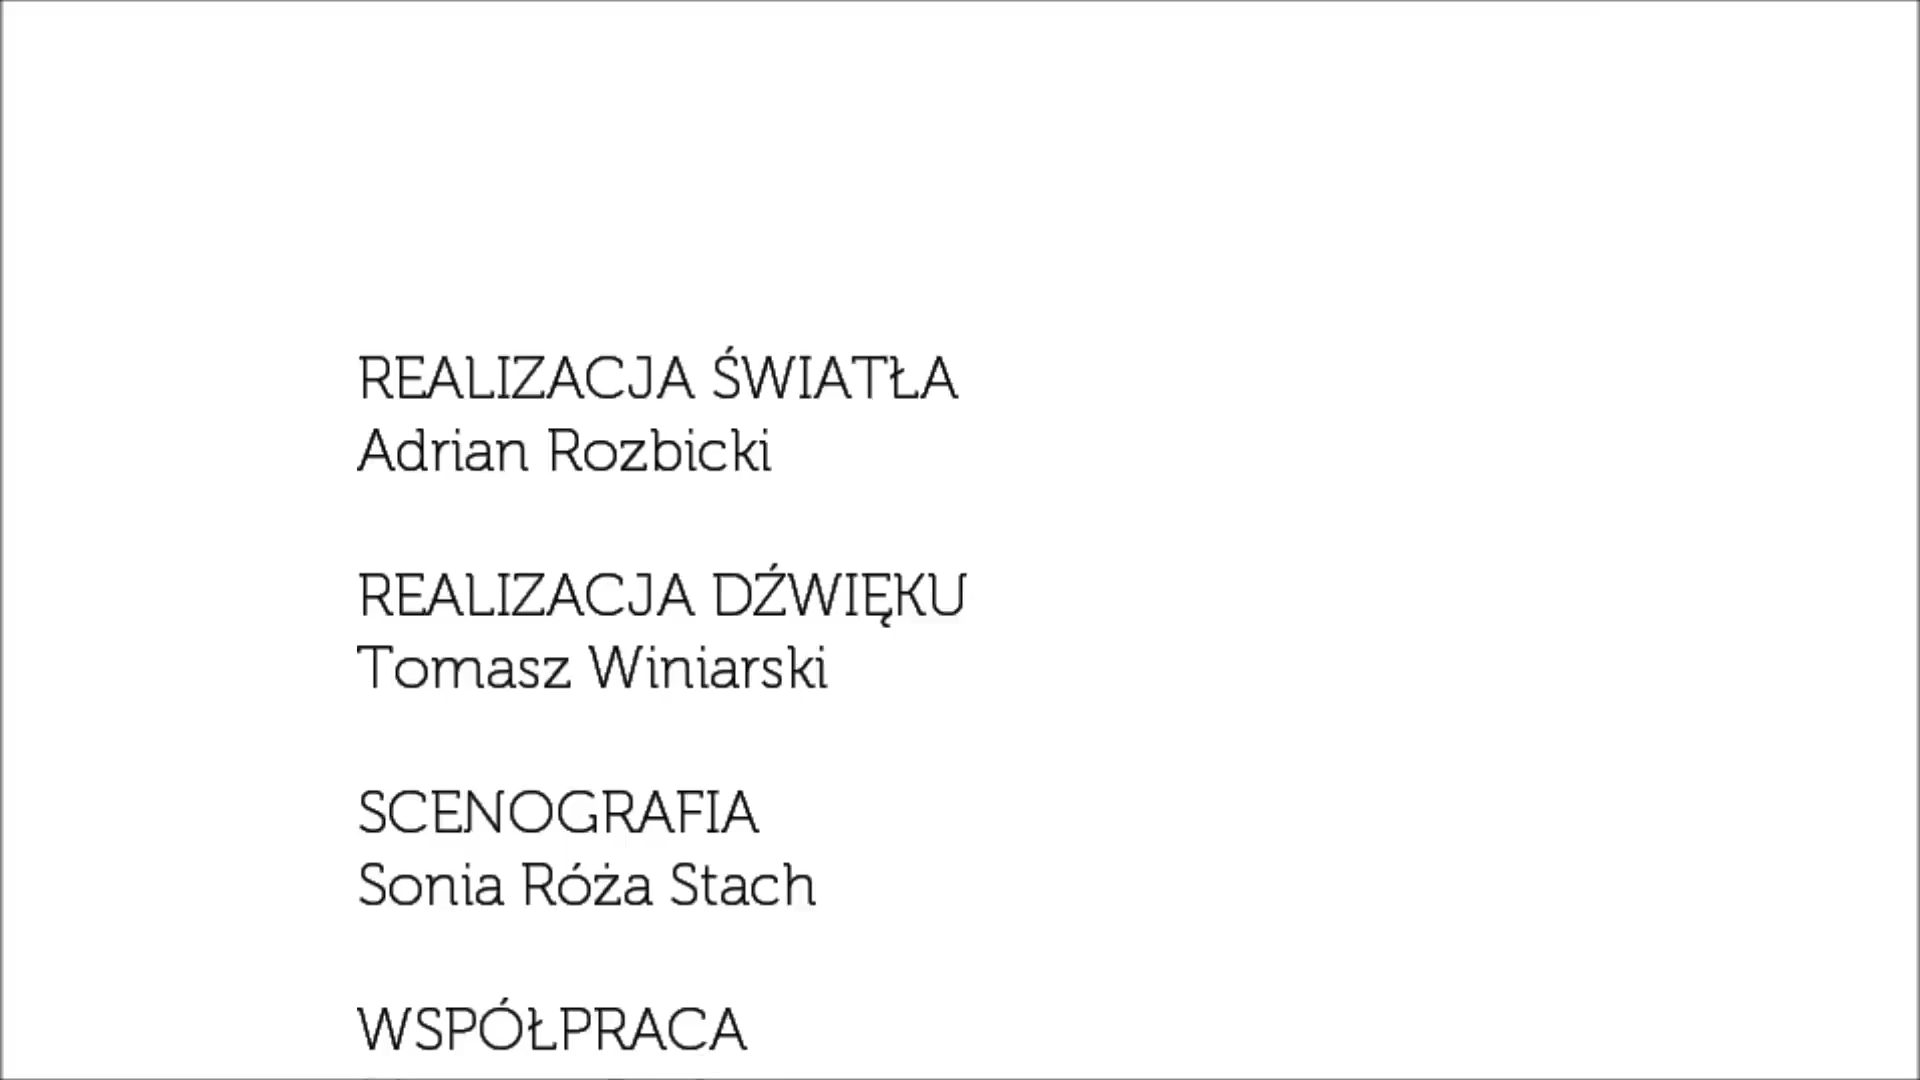 REALIZACJA ŚWIATŁA
Adrian Rozbicki
REALIZACJA DŹWIĘKU
Tomasz Winiarski
SCENOGRAFIA
Sonia Róża Stach
WSPÓŁPRACA